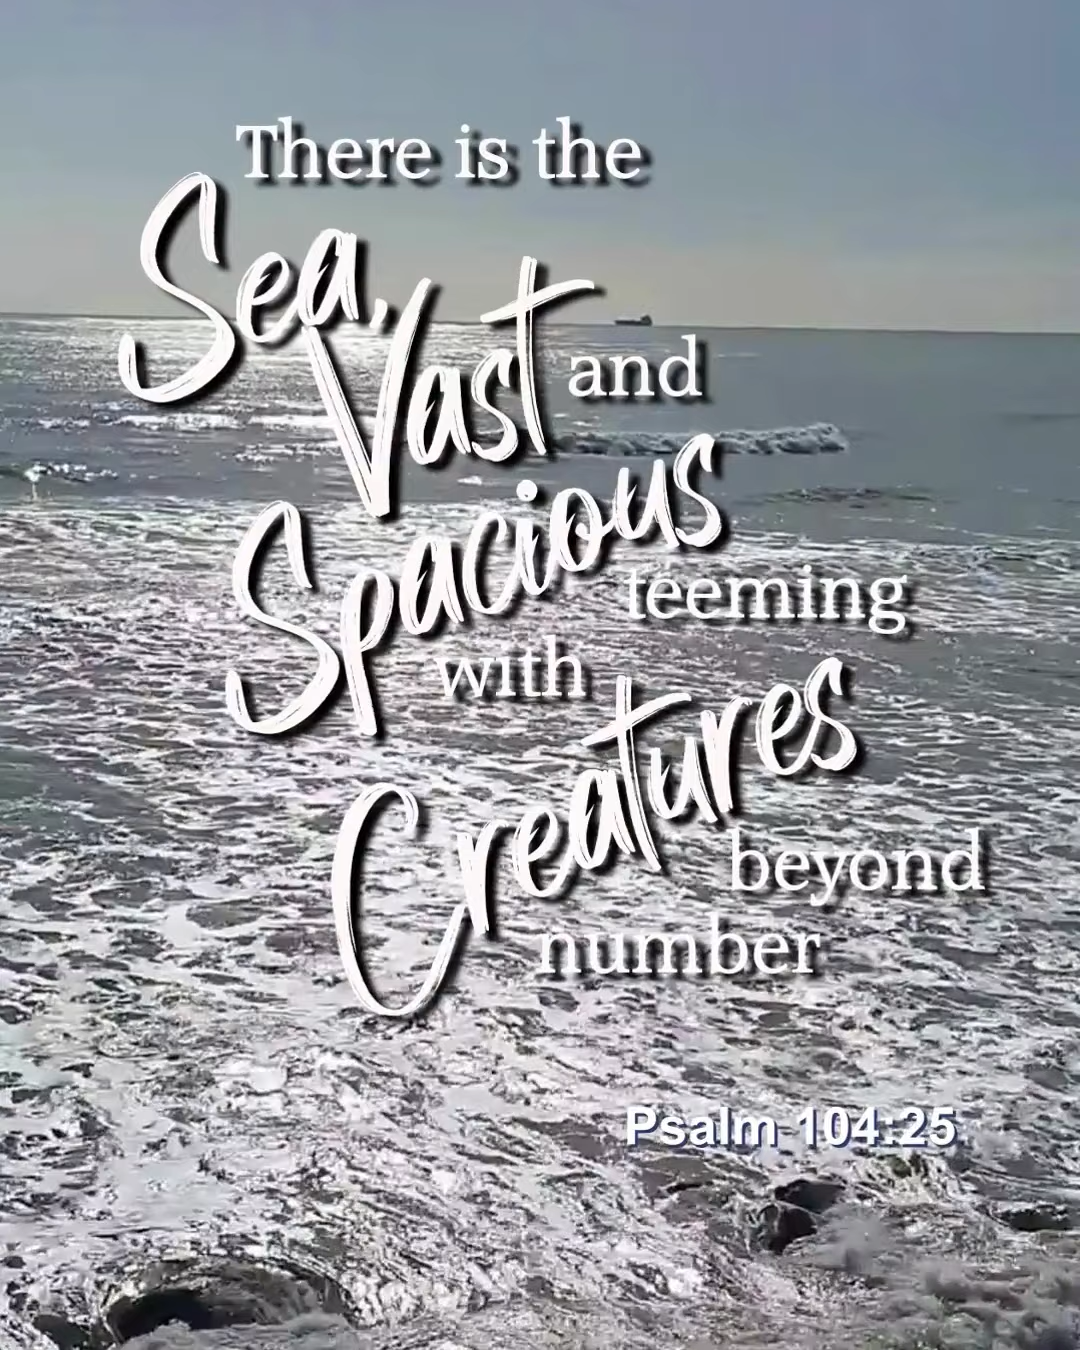 There is the
Sea,
Vast and
Spacious
teeming
with
Creatures
beyond
number
Psalm 104:25